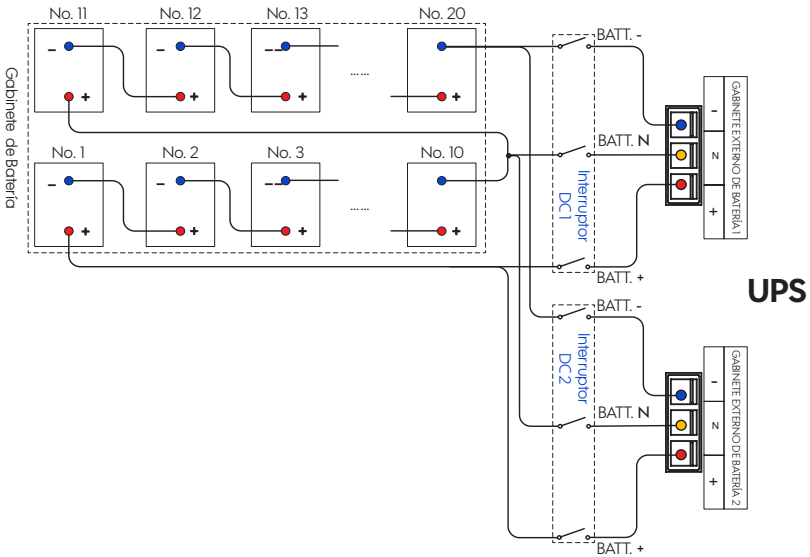 No. 11
No. 12
No. 13
No. 20
- + - + -- + ...... +
Gabinete de Batería
No. 1
No. 2
No. 3
No. 10
- + - + -- + ...... +
BATT. -
BATT. N
BATT. +
Interruptor
DC1
-
N
+
GABINETE EXTERNO DE BATERÍA 1
UPS
BATT. -
BATT. N
BATT. +
Interruptor
DC2
-
N
+
GABINETE EXTERNO DE BATERÍA 2